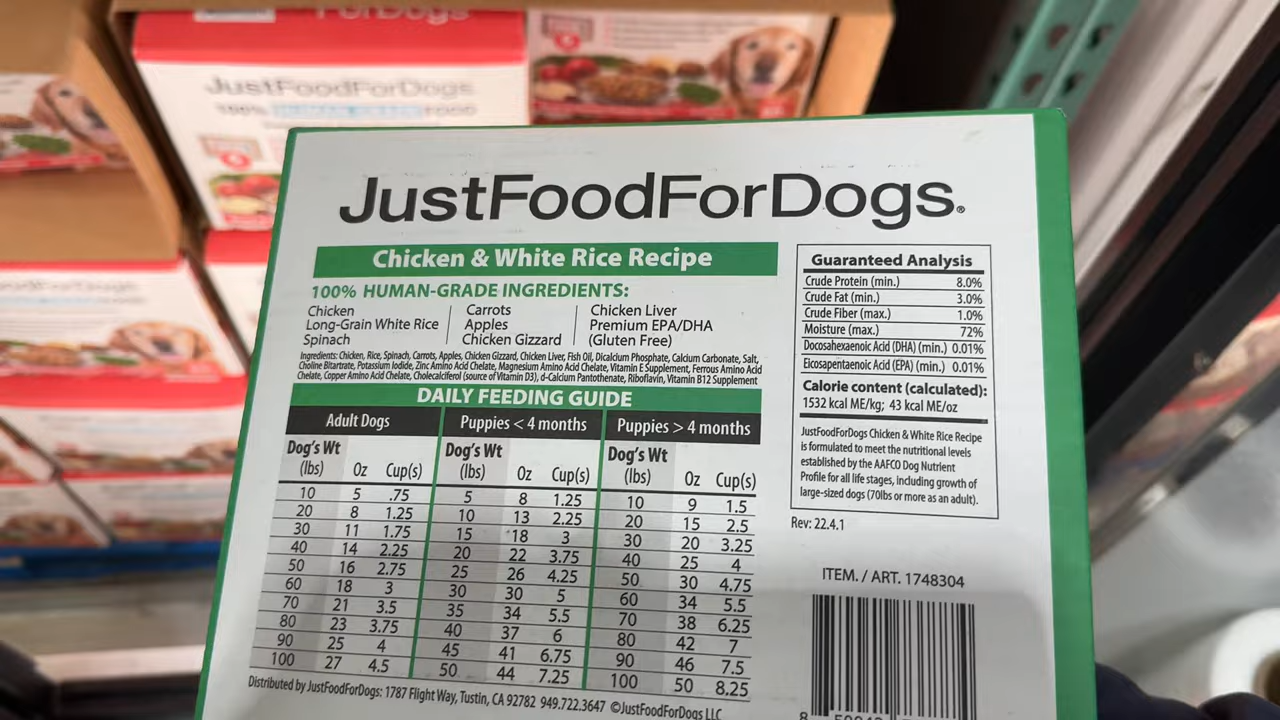 ForDogs
JustFoodForDogs
JustFoodForDogs®
Chicken & White Rice Recipe
100% HUMAN-GRADE INGREDIENTS:
Chicken Carrots Chicken Liver
Long-Grain White Rice Apples Premium EPA/DHA
Spinach Chicken Gizzard (Gluten Free)
Ingredients: Chicken, Rice, Spinach, Carrots, Apples, Chicken Gizzard, Chicken Liver, Fish Oil, Dicalcium Phosphate, Calcium Carbonate, Salt,
Choline Bitartrate, Potassium Iodide, Zinc Amino Acid Chelate, Magnesium Amino Acid Chelate, Vitamin E Supplement, Ferrous Amino Acid
Chelate, Copper Amino Acid Chelate, Cholecalciferol (source of Vitamin D3), d-Calcium Pantothenate, Riboflavin, Vitamin B12 Supplement
DAILY FEEDING GUIDE
Adult Dogs Puppies < 4 months Puppies > 4 months
Dog's Wt Dog's Wt Dog's Wt
(lbs) Oz Cup(s) (lbs) Oz Cup(s) (lbs) Oz Cup(s)
10 5 .75 5 8 1.25 10 9 1.5
20 8 1.25 10 13 2.25 20 15 2.5
30 11 1.75 15 18 3 30 20 3.25
40 14 2.25 20 22 3.75 40 25 4
50 16 2.75 25 26 4.25 50 30 4.75
60 18 3 30 30 5 60 34 5.5
70 21 3.5 35 34 5.5 70 38 6.25
80 23 3.75 40 37 6 80 42 7
90 25 4 45 41 6.75 90 46 7.5
100 27 4.5 50 44 7.25 100 50 8.25
Distributed by JustFoodForDogs: 1787 Flight Way, Tustin, CA 92782 949.722.3647 ©JustFoodForDogs LLC
Guaranteed Analysis
Crude Protein (min.) 8.0%
Crude Fat (min.) 3.0%
Crude Fiber (max.) 1.0%
Moisture (max.) 72%
Docosahexaenoic Acid (DHA) (min.) 0.01%
Eicosapentaenoic Acid (EPA) (min.) 0.01%
Calorie content (calculated):
1532 kcal ME/kg; 43 kcal ME/oz
JustFoodForDogs Chicken & White Rice Recipe
is formulated to meet the nutritional levels
established by the AAFCO Dog Nutrient
Profile for all life stages, including growth of
large-sized dogs (70lbs or more as an adult).
Rev: 22.4.1
ITEM. / ART. 1748304